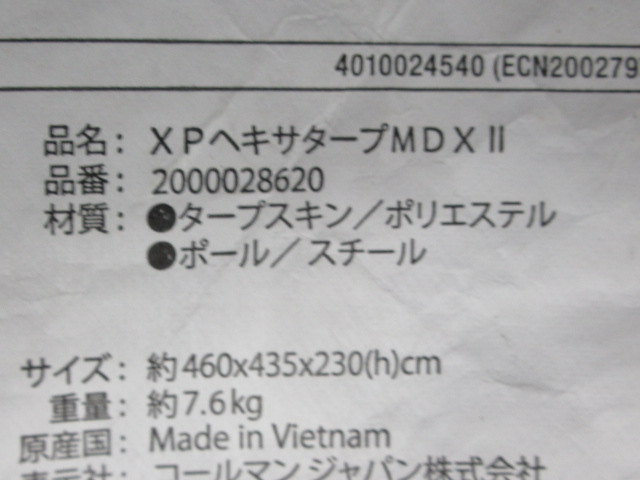 4010024540 (ECN200279
品名： ＸＰヘキサタープＭＤＸⅡ
品番： 2000028620
材質： ●タープスキン／ポリエステル
●ポール／スチール
サイズ： 約460x435x230(h)cm
重量： 約7.6kg
原産国： Made in Vietnam
表示社： コールマン ジャパン株式会社